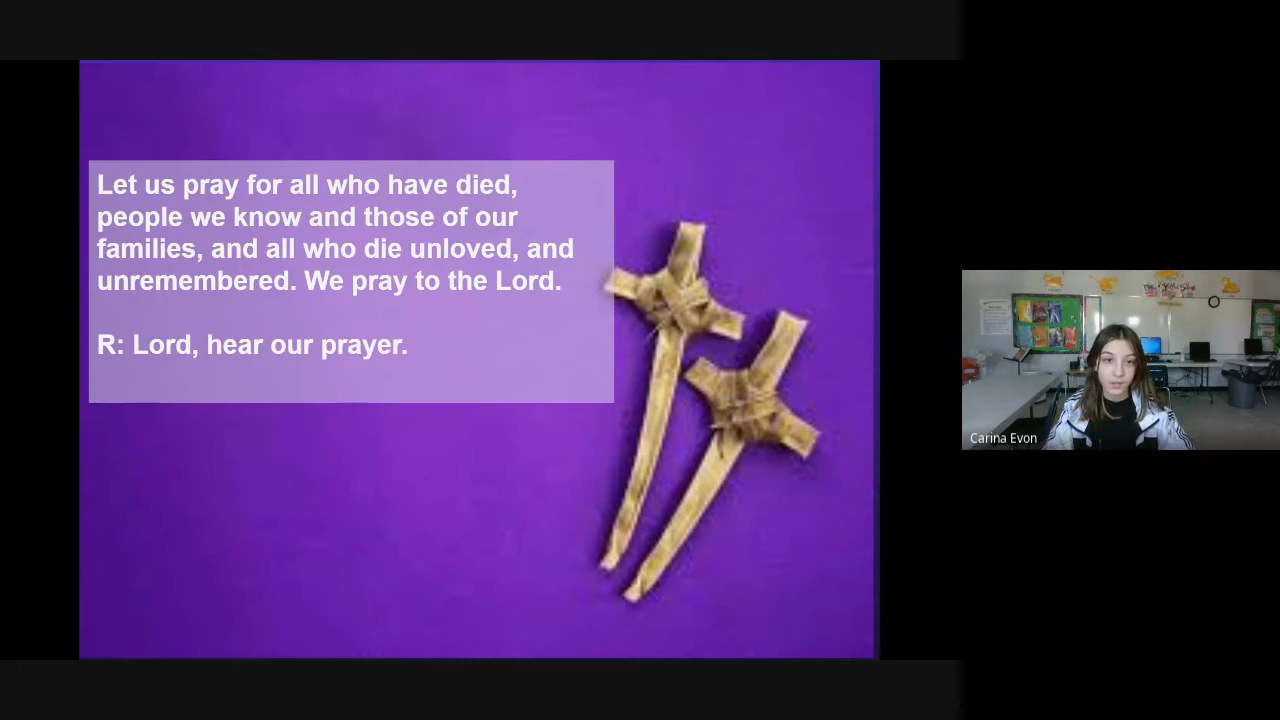 Let us pray for all who have died,
people we know and those of our
families, and all who die unloved, and
unremembered. We pray to the Lord.
R: Lord, hear our prayer.
Carina Evon